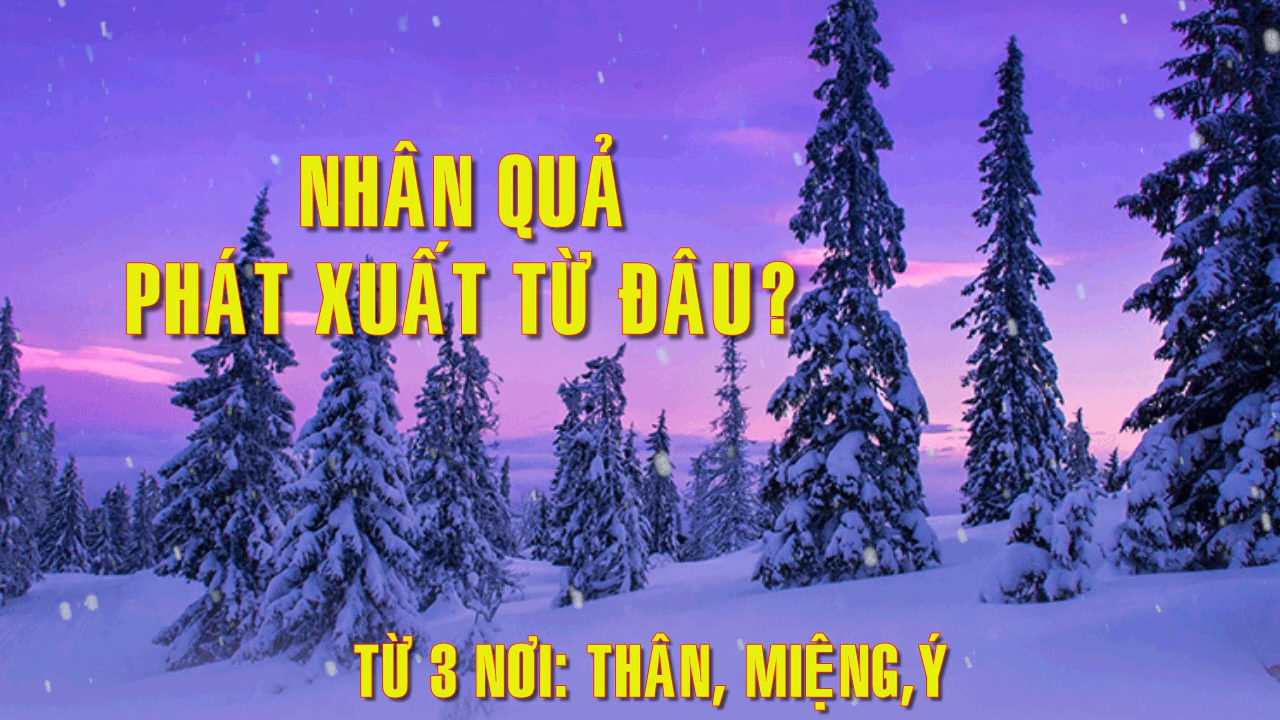 NHÂN QUẢ
PHÁT XUẤT TỪ ĐÂU?
TỪ 3 NƠI: THÂN, MIỆNG,Ý